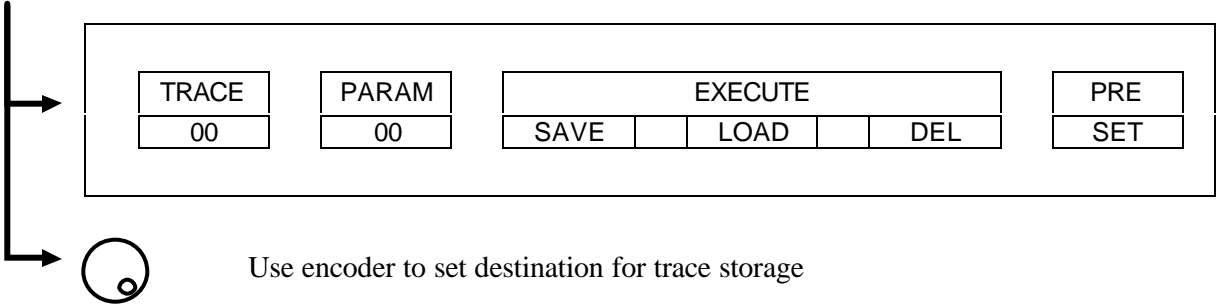 TRACE PARAM EXECUTE PRE
00 00 SAVE LOAD DEL SET
Use encoder to set destination for trace storage